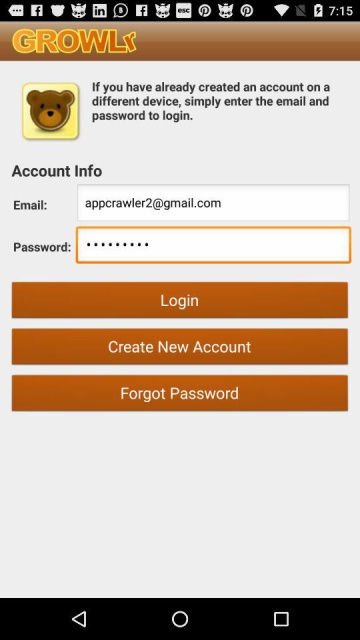 esc 7:15
GROWLr
If you have already created an account on a
different device, simply enter the email and
password to login.
Account Info
Email: appcrawler2@gmail.com
Password: •••••••••
Login
Create New Account
Forgot Password